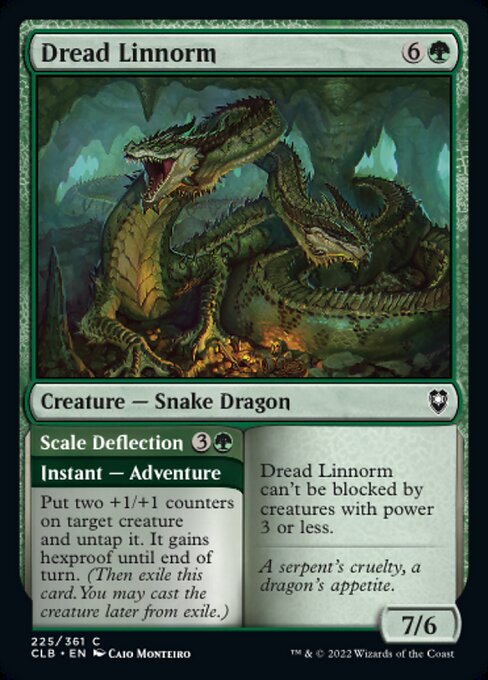 Dread Linnorm 6
Creature — Snake Dragon
Scale Deflection 3
Instant — Adventure
Put two +1/+1 counters
on target creature
and untap it. It gains
hexproof until end of
turn. (Then exile this
card. You may cast the
creature later from exile.)
Dread Linnorm
can't be blocked by
creatures with power
3 or less.
A serpent's cruelty, a
dragon's appetite.
7/6
225/361 C
CLB • EN Caio Monteiro
™ & © 2022 Wizards of the Coast